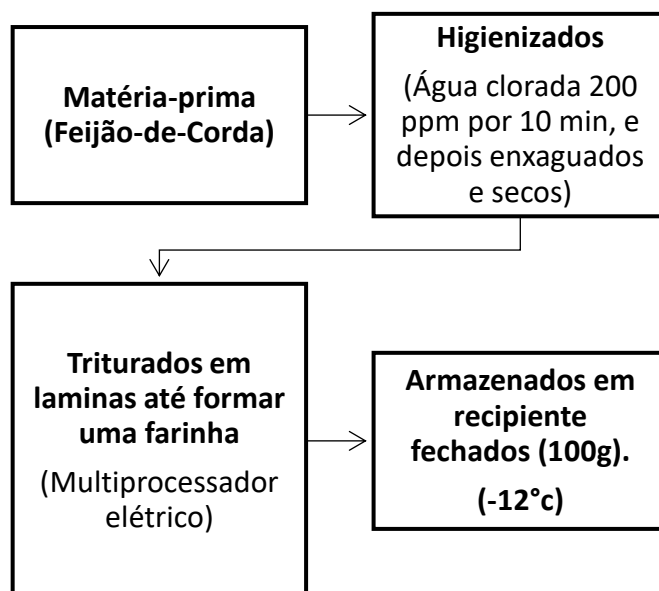 Matéria-prima
(Feijão-de-Corda)
Higienizados
(Água clorada 200
ppm por 10 min, e
depois enxaguados
e secos)
Triturados em
laminas até formar
uma farinha
(Multiprocessador
elétrico)
Armazenados em
recipiente
fechados (100g).
(-12°c)